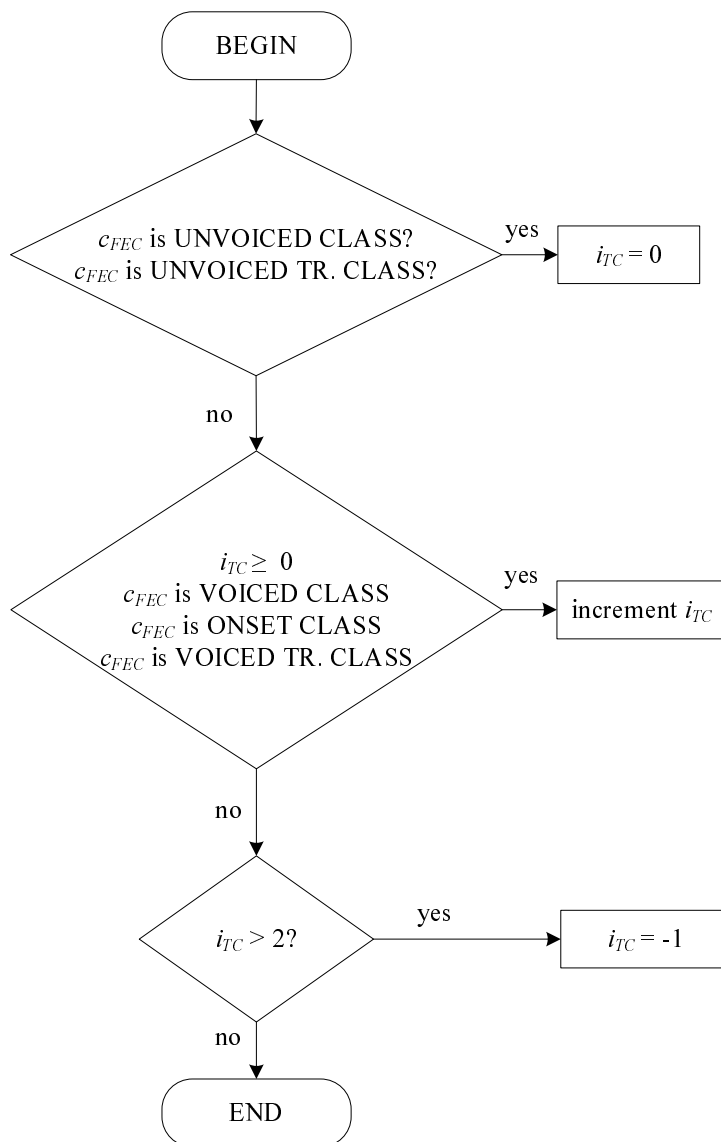 BEGIN
c_FEC is UNVOICED CLASS?
c_FEC is UNVOICED TR. CLASS?
yes
i_TC = 0
no
i_TC ≥ 0
c_FEC is VOICED CLASS
c_FEC is ONSET CLASS
c_FEC is VOICED TR. CLASS
yes
increment i_TC
no
i_TC > 2?
yes
i_TC = -1
no
END